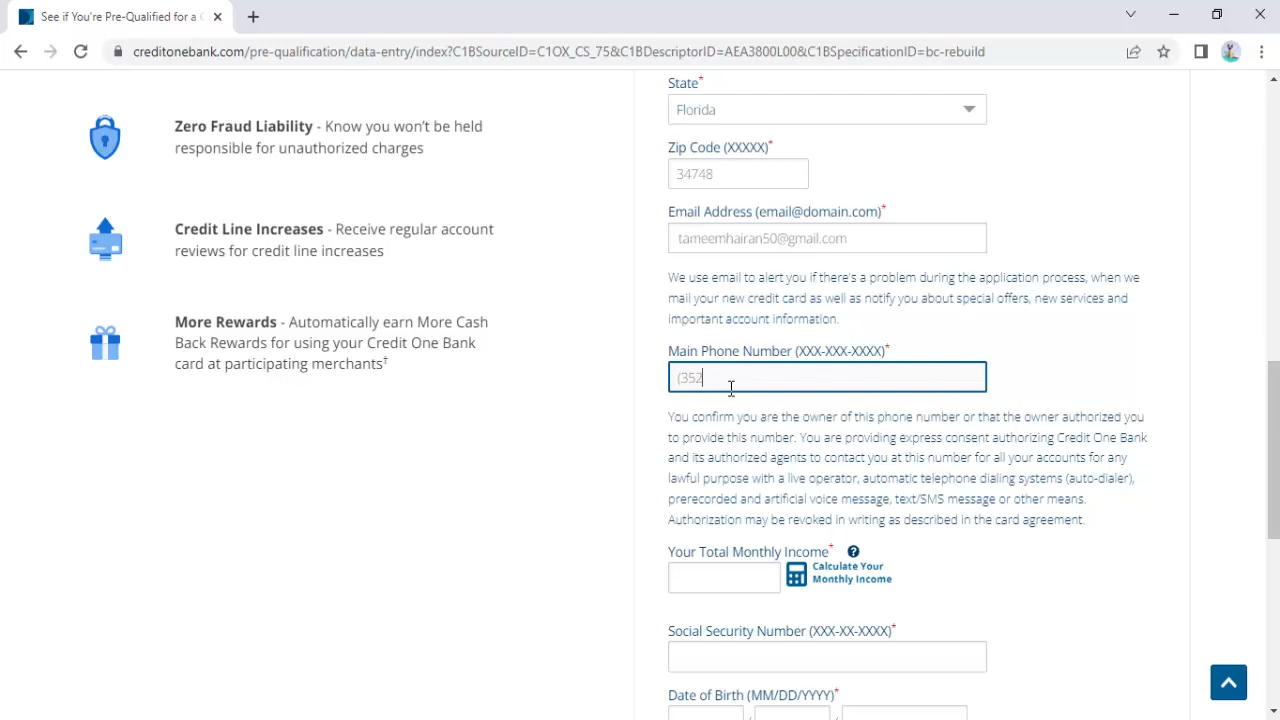 See if You're Pre-Qualified for a C
creditonebank.com/pre-qualification/data-entry/index?C1BSourceID=C1OX_CS_75&C1BDescriptorID=AEA3800L00&C1BSpecificationID=bc-rebuild
Zero Fraud Liability - Know you won't be held
responsible for unauthorized charges
Credit Line Increases - Receive regular account
reviews for credit line increases
More Rewards - Automatically earn More Cash
Back Rewards for using your Credit One Bank
card at participating merchants†
State*
Florida
Zip Code (XXXXX)*
34748
Email Address (email@domain.com)*
tameemhairan50@gmail.com
We use email to alert you if there's a problem during the application process, when we
mail your new credit card as well as notify you about special offers, new services and
important account information.
Main Phone Number (XXX-XXX-XXXX)*
(352
You confirm you are the owner of this phone number or that the owner authorized you
to provide this number. You are providing express consent authorizing Credit One Bank
and its authorized agents to contact you at this number for all your accounts for any
lawful purpose with a live operator, automatic telephone dialing systems (auto-dialer),
prerecorded and artificial voice message, text/SMS message or other means.
Authorization may be revoked in writing as described in the card agreement.
Your Total Monthly Income*
Calculate Your
Monthly Income
Social Security Number (XXX-XX-XXXX)*
Date of Birth (MM/DD/YYYY)*